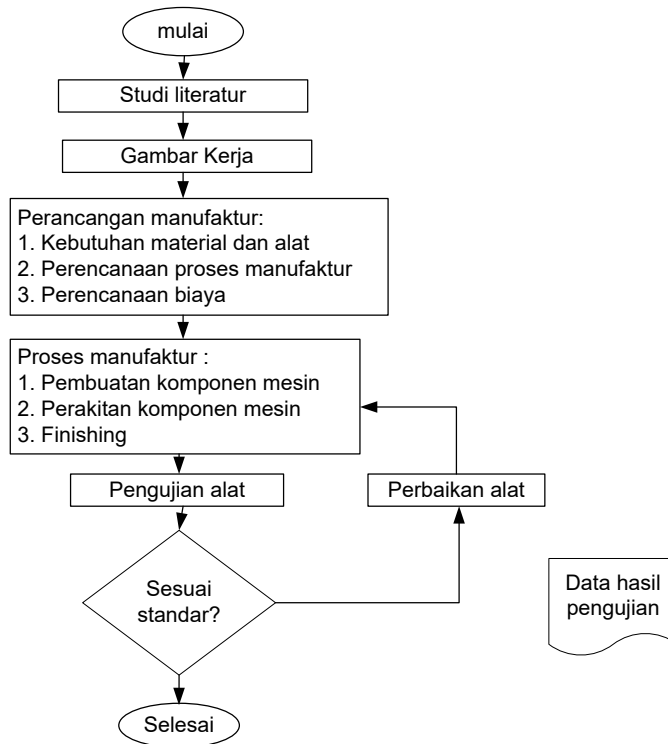 mulai
Studi literatur
Gambar Kerja
Perancangan manufaktur:
1. Kebutuhan material dan alat
2. Perencanaan proses manufaktur
3. Perencanaan biaya
Proses manufaktur :
1. Pembuatan komponen mesin
2. Perakitan komponen mesin
3. Finishing
Pengujian alat
Perbaikan alat
Sesuai
standar?
Data hasil
pengujian
Selesai